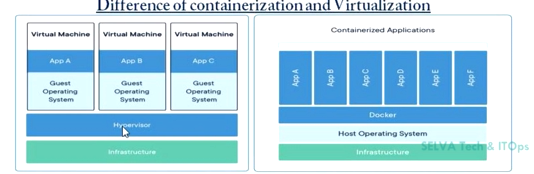 Difference of containerization and Virtualization
Virtual Machine
Virtual Machine
Virtual Machine
App A
App B
App C
Guest
Operating
System
Guest
Operating
System
Guest
Operating
System
Hypervisor
Infrastructure
Containerized Applications
App A
App B
App C
App D
App E
App F
Docker
Host Operating System
Infrastructure
SELVA Tech & ITOps